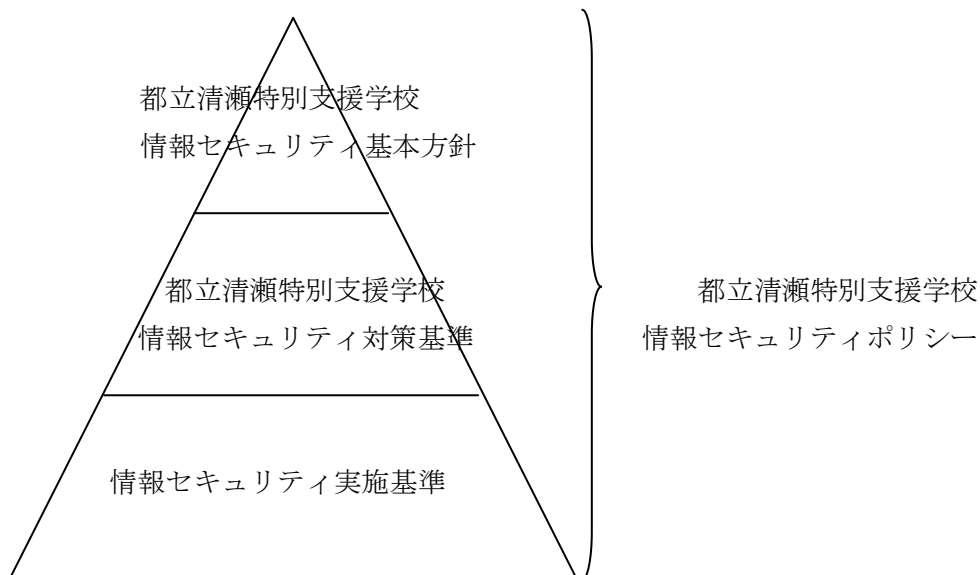 都立清瀬特別支援学校
情報セキュリティ基本方針
都立清瀬特別支援学校
情報セキュリティ対策基準
都立清瀬特別支援学校
情報セキュリティポリシー
情報セキュリティ実施基準